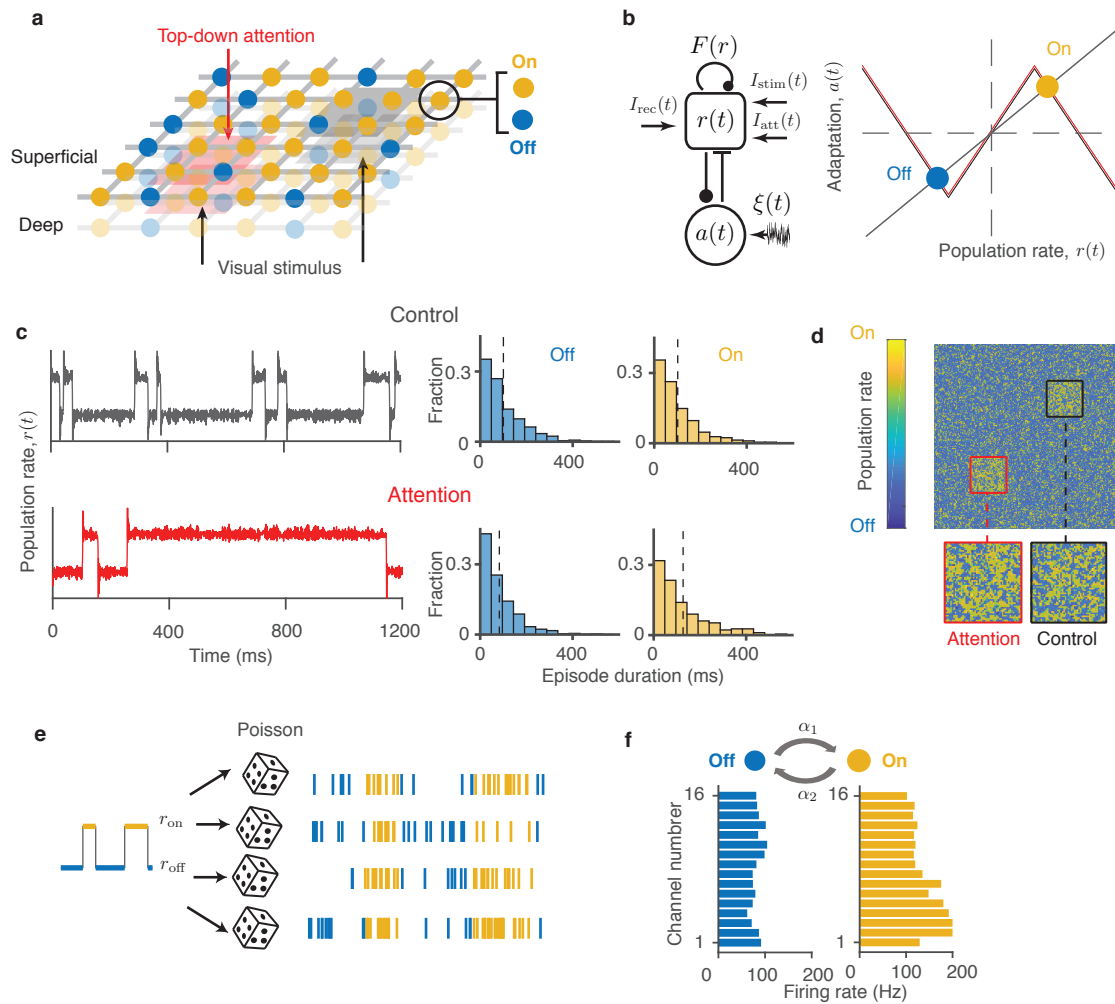 a
Top-down attention
On
Off
Superficial
Deep
Visual stimulus
b
F(r)
I_stim(t)
I_rec(t)
r(t)
I_att(t)
ξ(t)
a(t)
Adaptation, a(t)
On
Off
Population rate, r(t)
c
Control
Population rate, r(t)
Attention
0 400 800 1200
Time (ms)
Off
On
Fraction
0.3
0
0 400
0.3
0
0 400
Fraction
0.3
0
0 400
0.3
0
0 400
Episode duration (ms)
d
On
Population rate
Off
Attention
Control
e
Poisson
r_on
r_off
f
Off
α₁
α₂
On
Channel numbrer
16
1
16
1
0 100 200
0 100 200
Firing rate (Hz)